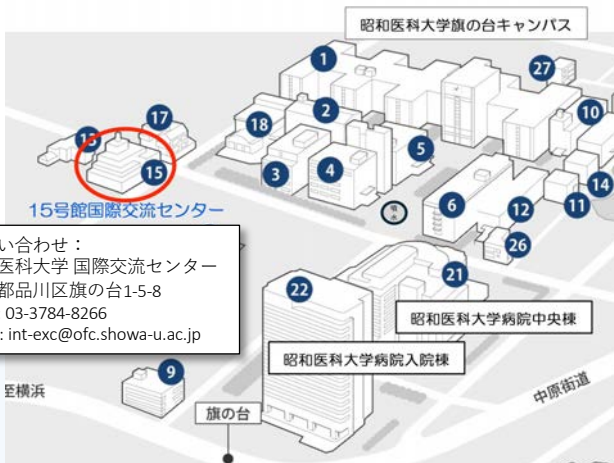 昭和医科大学旗の台キャンパス
1
27
2
10
17
18
13
15
3
4
5
6
12
11
14
26
15号館国際交流センター
い合わせ：
医科大学 国際交流センター
都品川区旗の台1-5-8
03-3784-8266
: int-exc@ofc.showa-u.ac.jp
22
21
昭和医科大学病院中央棟
昭和医科大学病院入院棟
9
至横浜
旗の台
中原街道